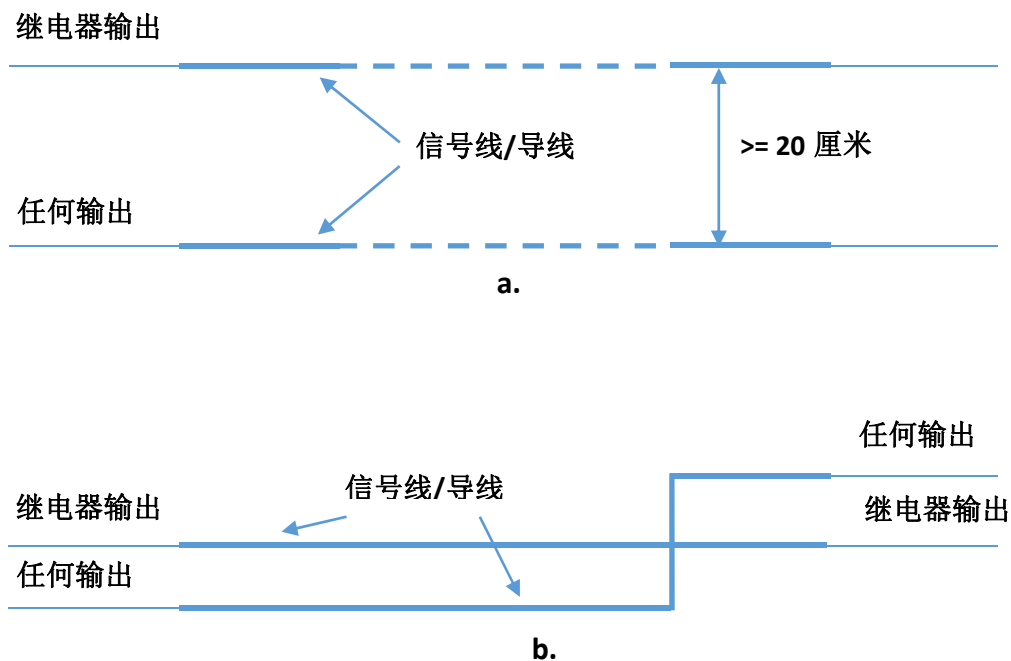 继电器输出
信号线/导线
>= 20 厘米
任何输出
a.
任何输出
信号线/导线
继电器输出
继电器输出
任何输出
b.